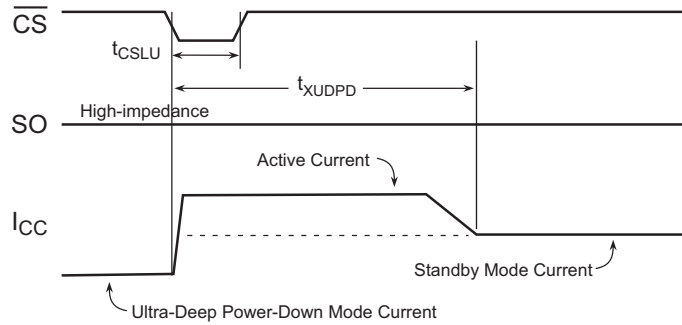 CS
tCSLU
tXUDPD
High-impedance
SO
Active Current
ICC
Standby Mode Current
Ultra-Deep Power-Down Mode Current